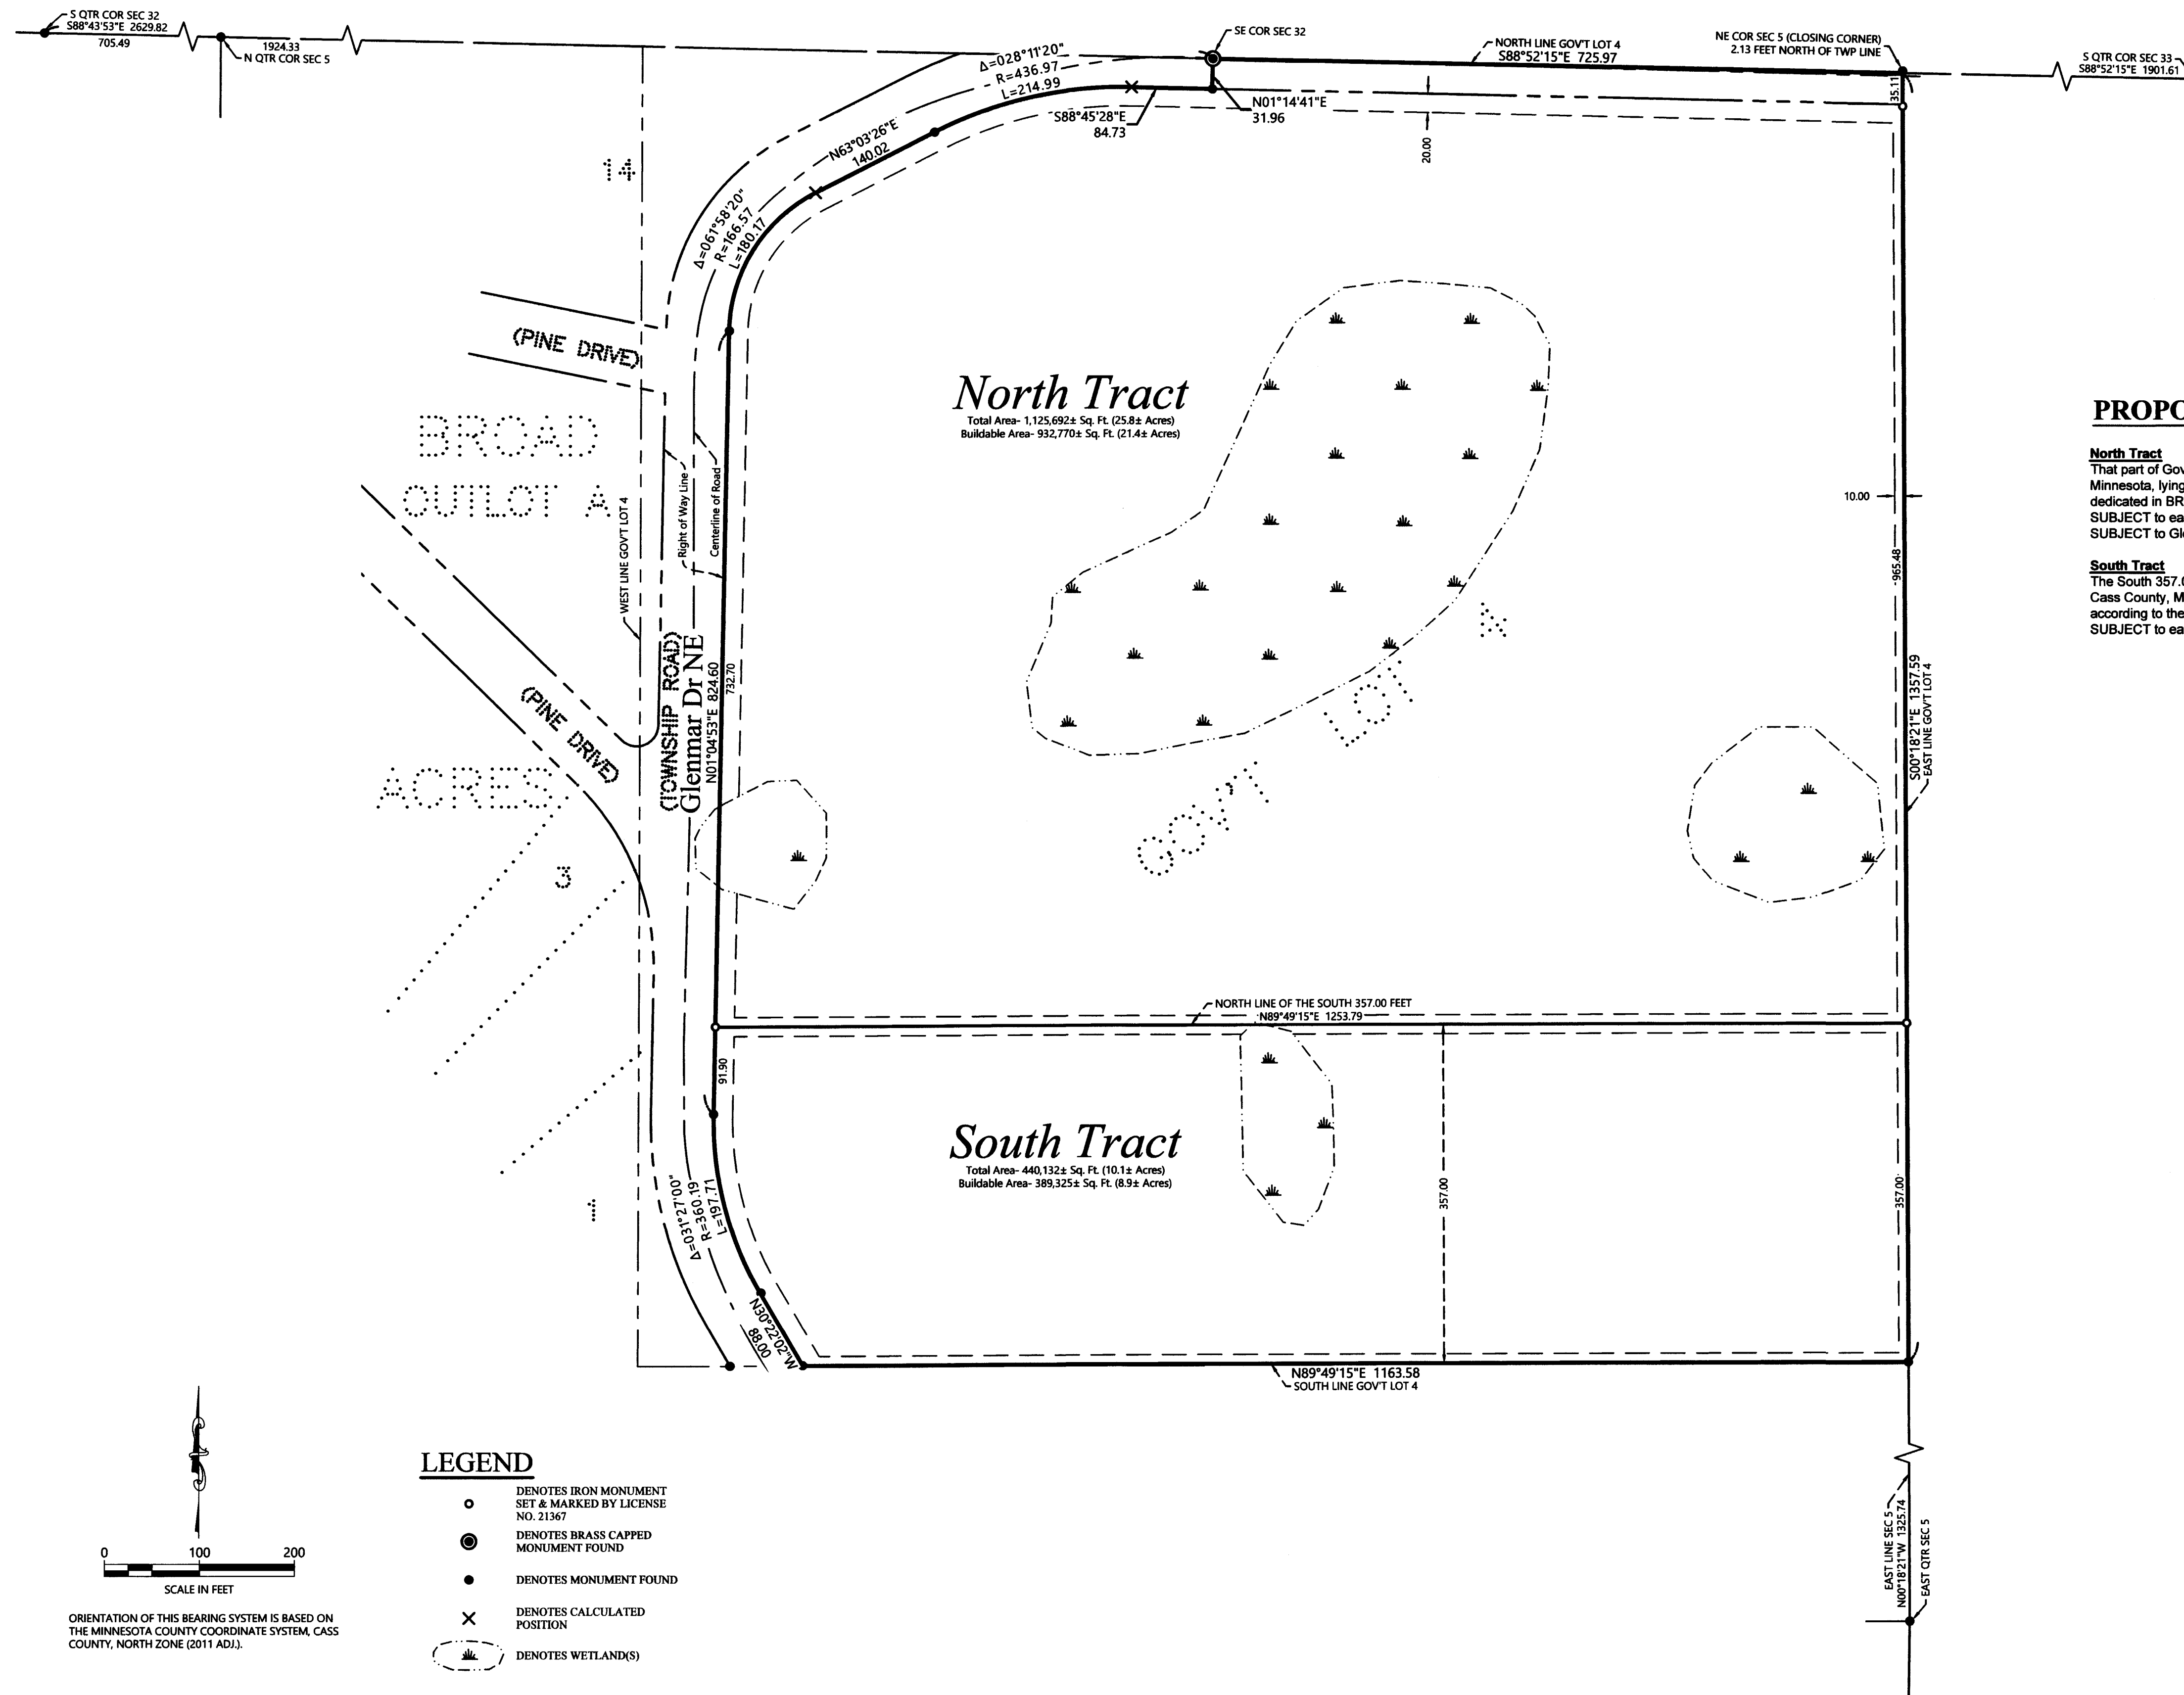 S QTR COR SEC 32
S88°43'53"E 2629.82
705.49
1924.33
N QTR COR SEC 5
SE COR SEC 32
NORTH LINE GOV'T LOT 4
S88°52'15"E 725.97
NE COR SEC 5 (CLOSING CORNER)
2.13 FEET NORTH OF TWP LINE
S QTR COR SEC 33
S88°52'15"E 1901.61
35.11
Δ=028°11'20"
R=436.97
L=214.99
S88°45'28"E
84.73
N01°14'41"E
31.96
20.00
N63°03'26"E
140.02
14
Δ=061°58'20"
R=166.57
L=180.17
(PINE DRIVE)
BROAD
OUTLOT A
WEST LINE GOV'T LOT 4
Right of Way Line
Centerline of Road
North Tract
Total Area- 1,125,692± Sq. Ft. (25.8± Acres)
Buildable Area- 932,770± Sq. Ft. (21.4± Acres)
10.00
965.48
PROPO
North Tract
That part of Gov
Minnesota, lying
dedicated in BR
SUBJECT to ea
SUBJECT to Gl
South Tract
The South 357.0
Cass County, M
according to the
SUBJECT to ea
(TOWNSHIP ROAD)
Glenmar Dr NE
N01°04'53"E 824.60
732.70
(PINE DRIVE)
ACRES
3
GOV'T LOT 4
S00°18'21"E 1357.59
EAST LINE GOV'T LOT 4
NORTH LINE OF THE SOUTH 357.00 FEET
N89°49'15"E 1253.79
91.90
South Tract
Total Area- 440,132± Sq. Ft. (10.1± Acres)
Buildable Area- 389,325± Sq. Ft. (8.9± Acres)
357.00
357.00
1
Δ=031°27'00"
R=360.19
L=197.71
N30°22'02"W
88.00
N89°49'15"E 1163.58
SOUTH LINE GOV'T LOT 4
EAST LINE SEC 5
N00°18'21"W 1325.74
EAST QTR SEC 5
LEGEND
DENOTES IRON MONUMENT
SET & MARKED BY LICENSE
NO. 21367
DENOTES BRASS CAPPED
MONUMENT FOUND
DENOTES MONUMENT FOUND
DENOTES CALCULATED
POSITION
DENOTES WETLAND(S)
0 100 200
SCALE IN FEET
ORIENTATION OF THIS BEARING SYSTEM IS BASED ON
THE MINNESOTA COUNTY COORDINATE SYSTEM, CASS
COUNTY, NORTH ZONE (2011 ADJ.).